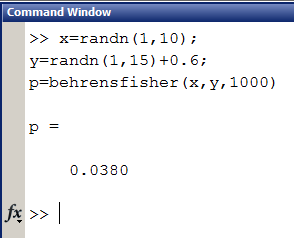 Command Window
>> x=randn(1,10);
y=randn(1,15)+0.6;
p=behrensfisher(x,y,1000)
p =
0.0380
fx >>